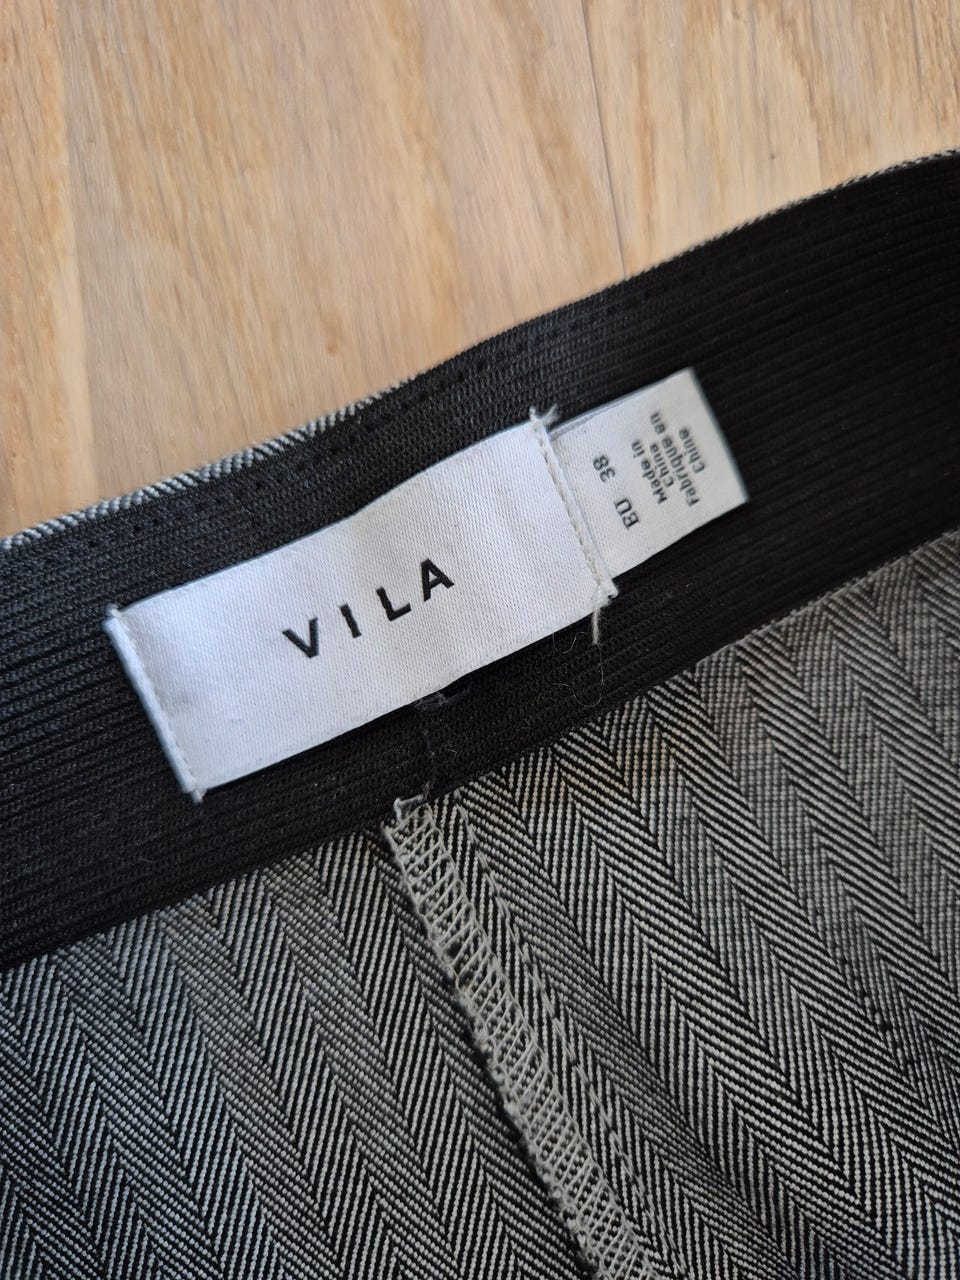 VILA
EU 38
Made in
China
Fabriqué en
Chine